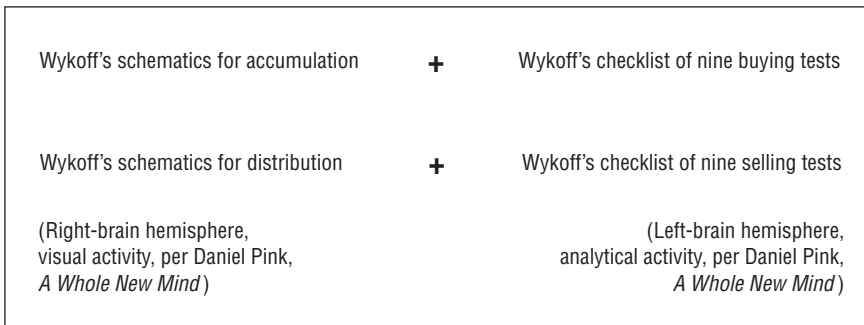 Wykoff’s schematics for accumulation + Wykoff’s checklist of nine buying tests
Wykoff’s schematics for distribution + Wykoff’s checklist of nine selling tests
(Right-brain hemisphere,
visual activity, per Daniel Pink,
A Whole New Mind)
(Left-brain hemisphere,
analytical activity, per Daniel Pink,
A Whole New Mind)